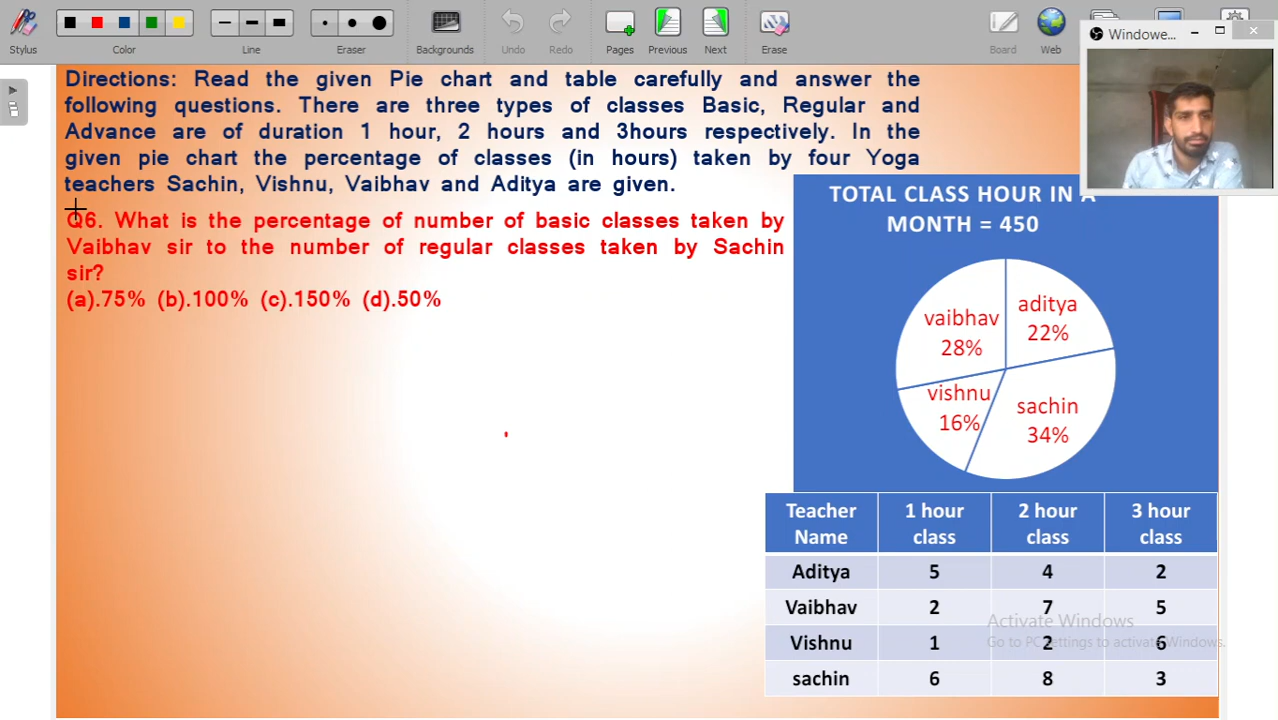 Stylus
Color
Line
Eraser
Backgrounds
Undo
Redo
Pages
Previous
Next
Erase
Board
Web
Windowe...
Directions: Read the given Pie chart and table carefully and answer the
following questions. There are three types of classes Basic, Regular and
Advance are of duration 1 hour, 2 hours and 3hours respectively. In the
given pie chart the percentage of classes (in hours) taken by four Yoga
teachers Sachin, Vishnu, Vaibhav and Aditya are given.
Q6. What is the percentage of number of basic classes taken by
Vaibhav sir to the number of regular classes taken by Sachin
sir?
(a).75% (b).100% (c).150% (d).50%
TOTAL CLASS HOUR IN A
MONTH = 450
aditya
22%
vaibhav
28%
vishnu
16%
sachin
34%
Teacher Name 1 hour class 2 hour class 3 hour class
Aditya 5 4 2
Vaibhav 2 7 5
Vishnu 1 2 6
sachin 6 8 3
Activate Windows
Go to PC settings to activate Windows.